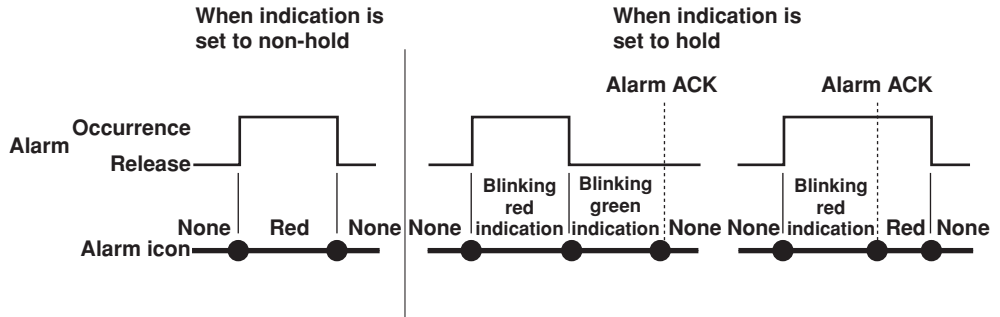 When indication is
set to non-hold
When indication is
set to hold
Alarm ACK
Alarm ACK
Alarm
Occurrence
Release
Blinking
red
indication
Blinking
green
indication
Blinking
red
indication
None
Red
None
None
None
None
Red
None
Alarm icon